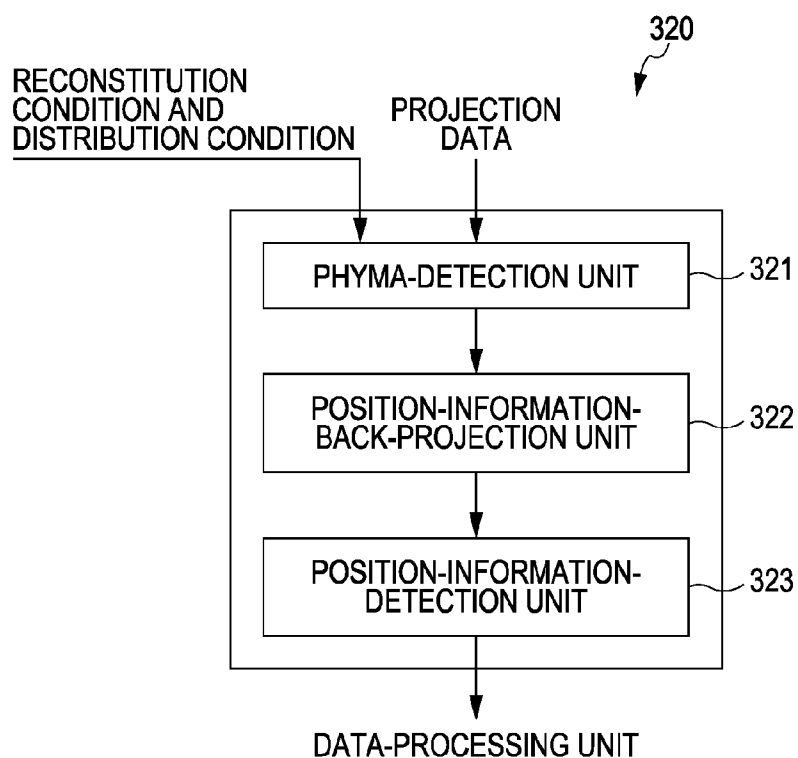 320
RECONSTITUTION
CONDITION AND
DISTRIBUTION CONDITION
PROJECTION
DATA
PHYMA-DETECTION UNIT
321
POSITION-INFORMATION-
BACK-PROJECTION UNIT
322
POSITION-INFORMATION-
DETECTION UNIT
323
DATA-PROCESSING UNIT